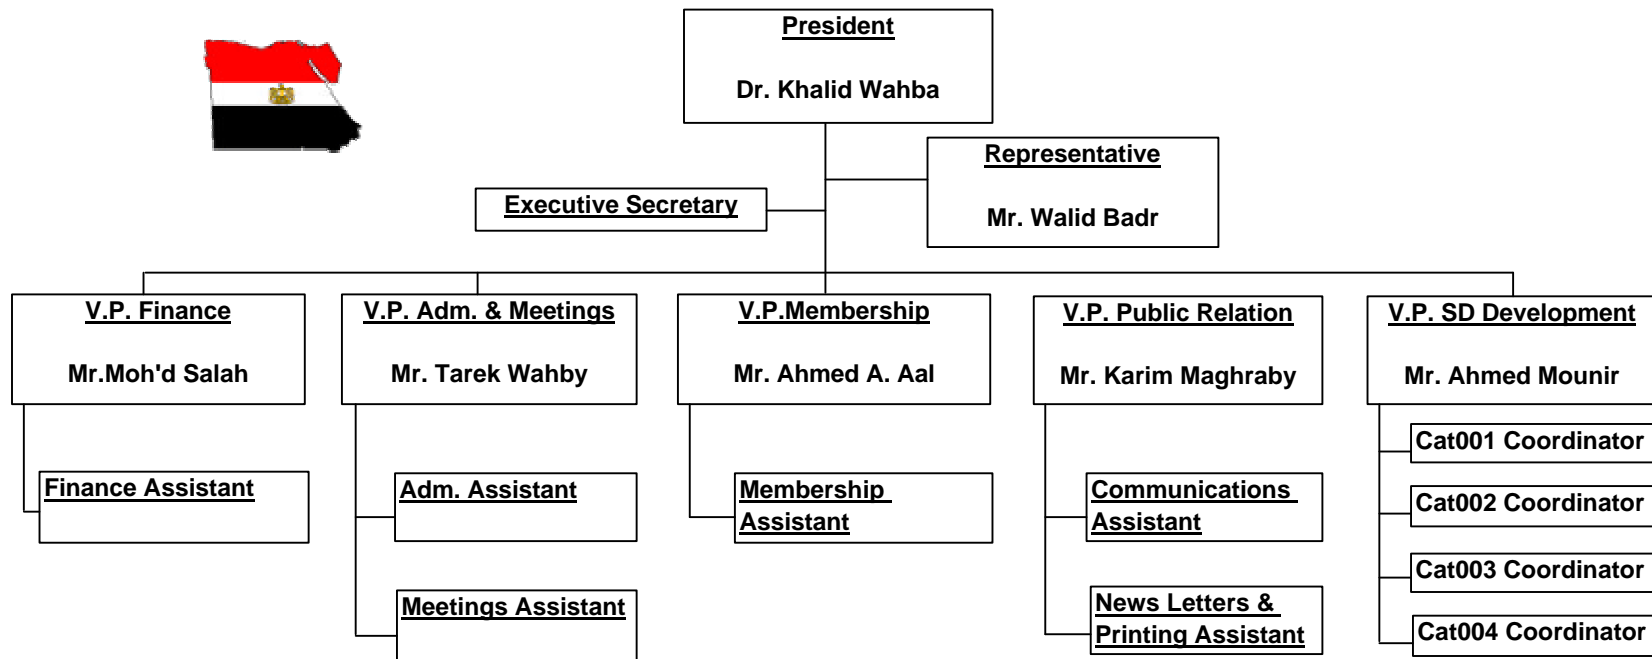 President
Dr. Khalid Wahba
Representative
Mr. Walid Badr
Executive Secretary
V.P. Finance
Mr.Moh'd Salah
V.P. Adm. & Meetings
Mr. Tarek Wahby
V.P.Membership
Mr. Ahmed A. Aal
V.P. Public Relation
Mr. Karim Maghraby
V.P. SD Development
Mr. Ahmed Mounir
Finance Assistant
Adm. Assistant
Meetings Assistant
Membership
Assistant
Communications
Assistant
News Letters &
Printing Assistant
Cat001 Coordinator
Cat002 Coordinator
Cat003 Coordinator
Cat004 Coordinator